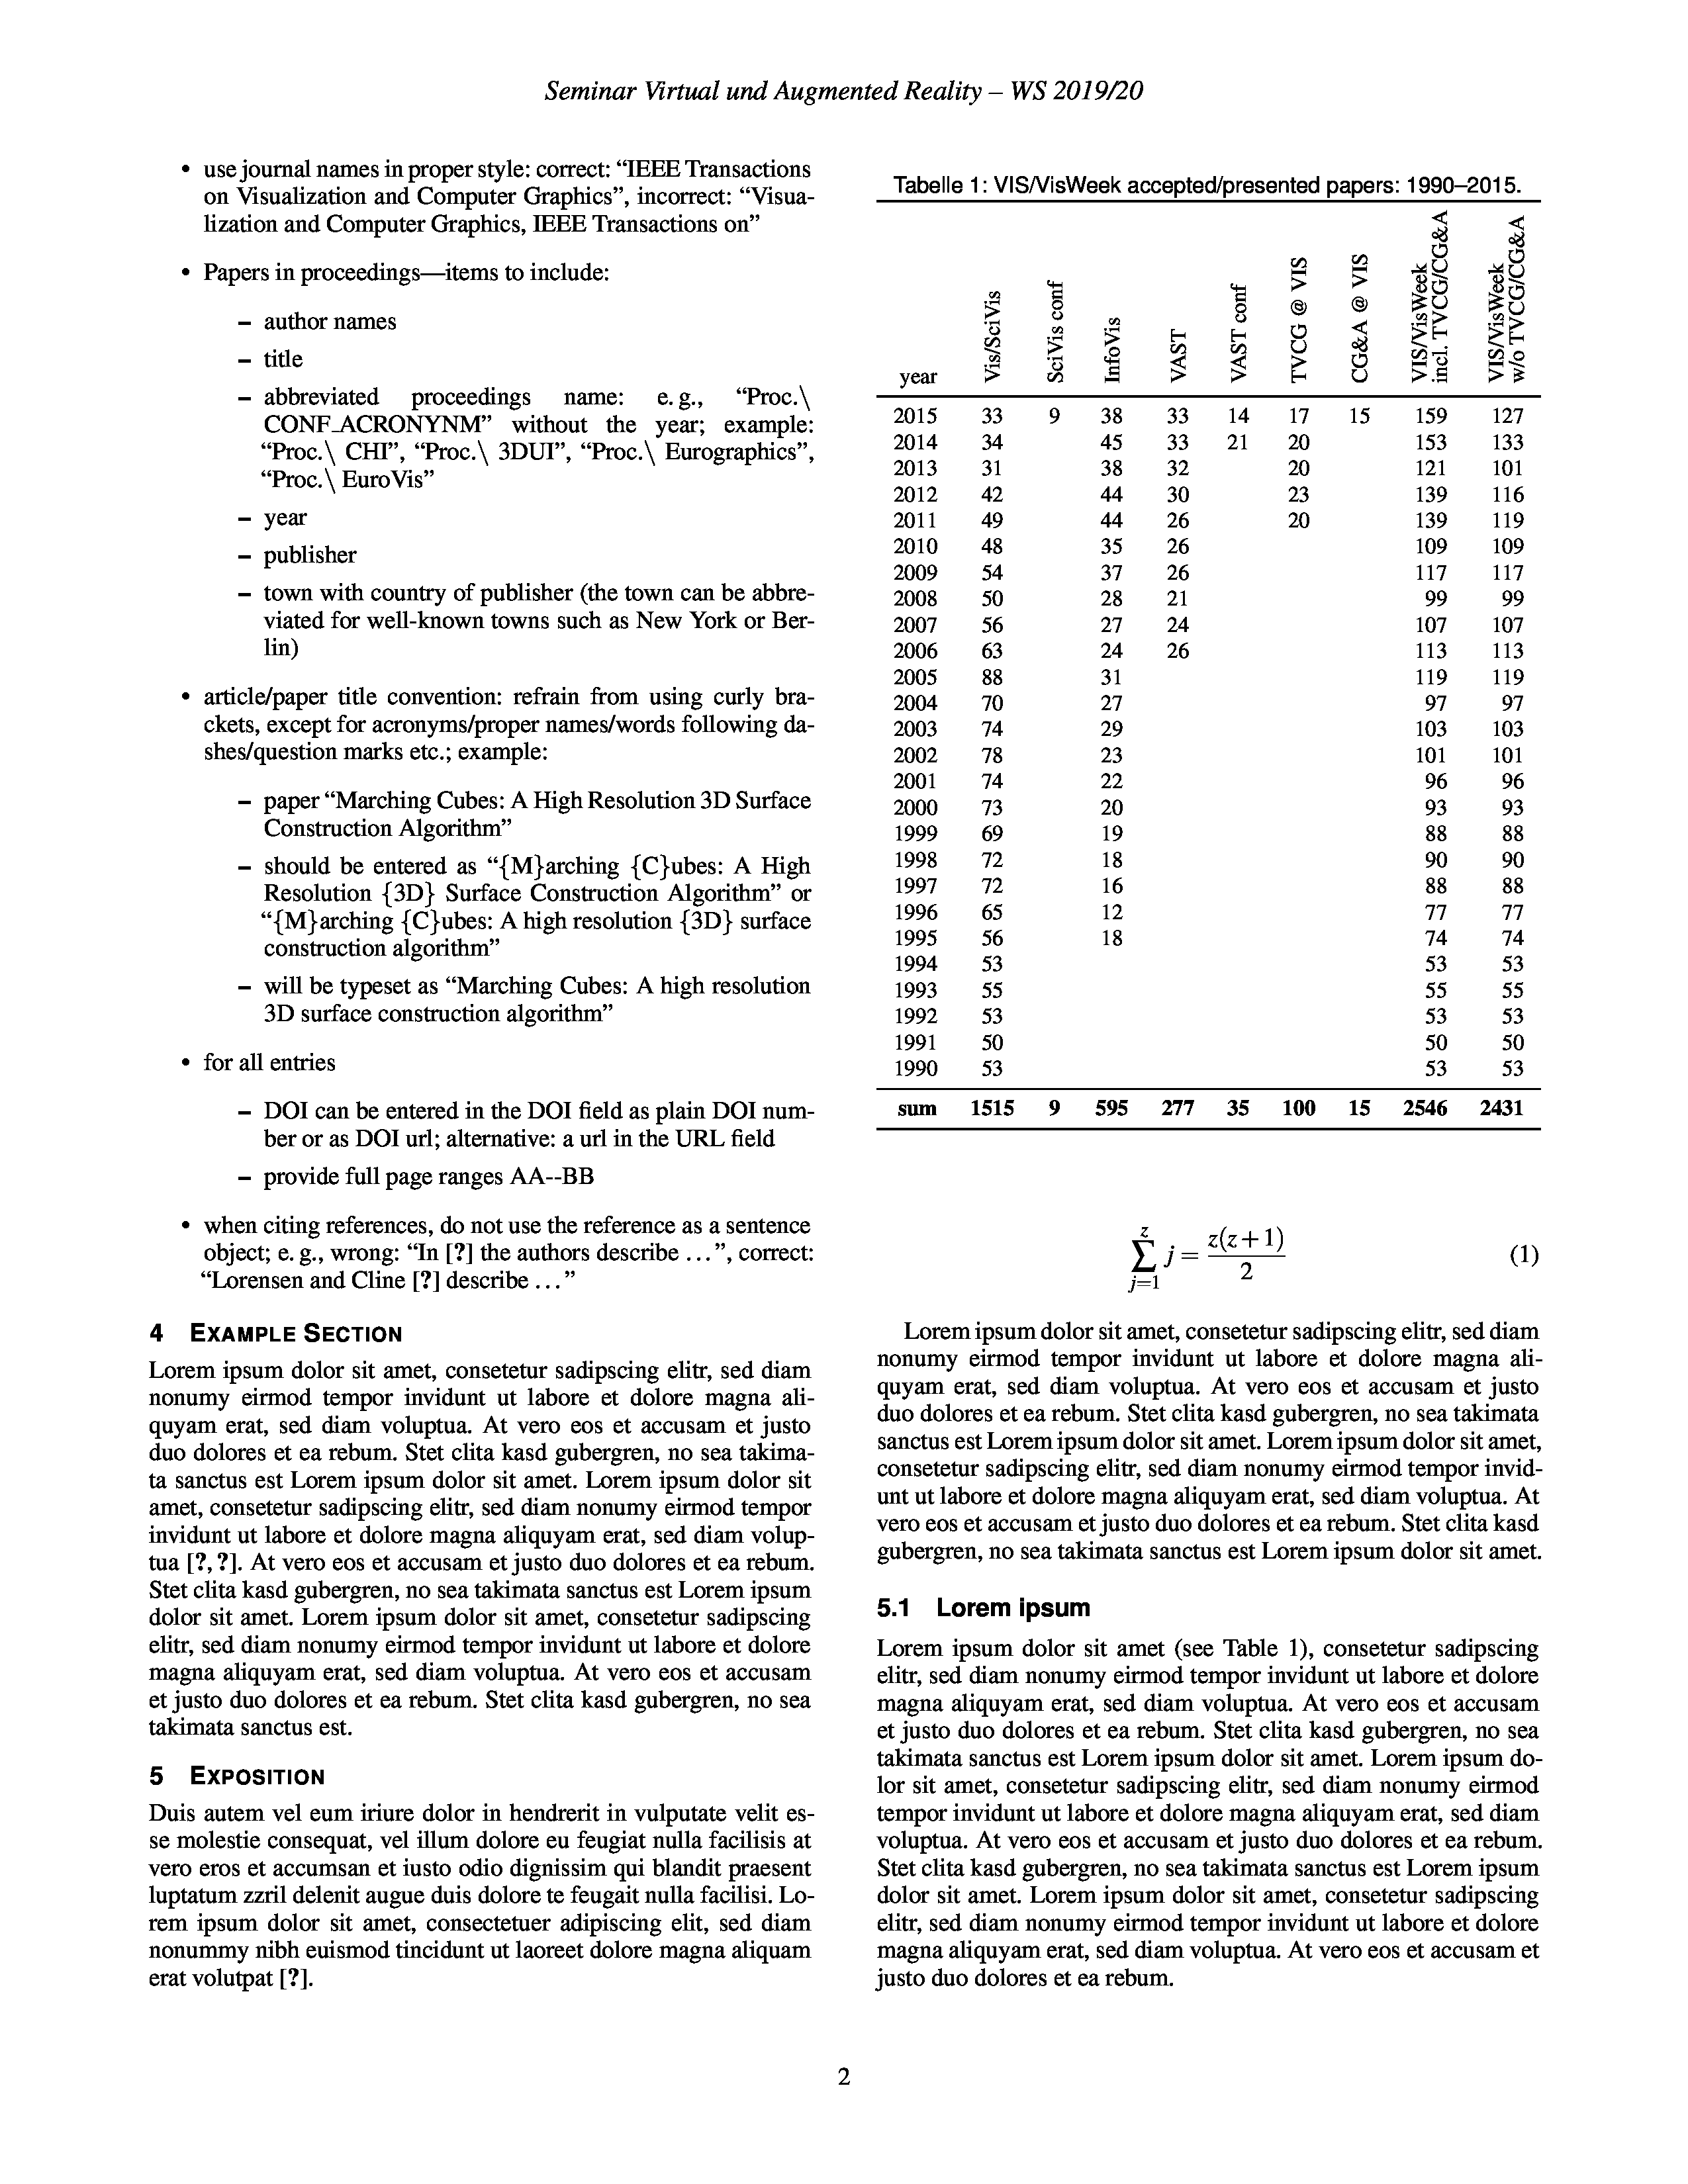 Seminar Virtual und Augmented Reality – WS 2019/20
• use journal names in proper style: correct: “IEEE Transactions
on Visualization and Computer Graphics”, incorrect: “Visua-
lization and Computer Graphics, IEEE Transactions on”
• Papers in proceedings—items to include:
– author names
– title
– abbreviated proceedings name: e. g., “Proc.\
CONF_ACRONYNM” without the year; example:
“Proc.\ CHI”, “Proc.\ 3DUI”, “Proc.\ Eurographics”,
“Proc.\ EuroVis”
– year
– publisher
– town with country of publisher (the town can be abbre-
viated for well-known towns such as New York or Ber-
lin)
• article/paper title convention: refrain from using curly bra-
ckets, except for acronyms/proper names/words following da-
shes/question marks etc.; example:
– paper “Marching Cubes: A High Resolution 3D Surface
Construction Algorithm”
– should be entered as “{M}arching {C}ubes: A High
Resolution {3D} Surface Construction Algorithm” or
“{M}arching {C}ubes: A high resolution {3D} surface
construction algorithm”
– will be typeset as “Marching Cubes: A high resolution
3D surface construction algorithm”
• for all entries
– DOI can be entered in the DOI field as plain DOI num-
ber or as DOI url; alternative: a url in the URL field
– provide full page ranges AA--BB
• when citing references, do not use the reference as a sentence
object; e. g., wrong: “In [?] the authors describe . . . ”, correct:
“Lorensen and Cline [?] describe . . . ”
4 EXAMPLE SECTION
Lorem ipsum dolor sit amet, consetetur sadipscing elitr, sed diam
nonumy eirmod tempor invidunt ut labore et dolore magna ali-
quyam erat, sed diam voluptua. At vero eos et accusam et justo
duo dolores et ea rebum. Stet clita kasd gubergren, no sea takima-
ta sanctus est Lorem ipsum dolor sit amet. Lorem ipsum dolor sit
amet, consetetur sadipscing elitr, sed diam nonumy eirmod tempor
invidunt ut labore et dolore magna aliquyam erat, sed diam volup-
tua [?, ?]. At vero eos et accusam et justo duo dolores et ea rebum.
Stet clita kasd gubergren, no sea takimata sanctus est Lorem ipsum
dolor sit amet. Lorem ipsum dolor sit amet, consetetur sadipscing
elitr, sed diam nonumy eirmod tempor invidunt ut labore et dolore
magna aliquyam erat, sed diam voluptua. At vero eos et accusam
et justo duo dolores et ea rebum. Stet clita kasd gubergren, no sea
takimata sanctus est.
5 EXPOSITION
Duis autem vel eum iriure dolor in hendrerit in vulputate velit es-
se molestie consequat, vel illum dolore eu feugiat nulla facilisis at
vero eros et accumsan et iusto odio dignissim qui blandit praesent
luptatum zzril delenit augue duis dolore te feugait nulla facilisi. Lo-
rem ipsum dolor sit amet, consectetuer adipiscing elit, sed diam
nonummy nibh euismod tincidunt ut laoreet dolore magna aliquam
erat volutpat [?].
Tabelle 1: VIS/VisWeek accepted/presented papers: 1990–2015.
year Vis/SciVis SciVis conf InfoVis VAST VAST conf TVCG @ VIS CG&A @ VIS VIS/VisWeek incl. TVCG/CG&A VIS/VisWeek w/o TVCG/CG&A
2015 33 9 38 33 14 17 15 159 127
2014 34 45 33 21 20 153 133
2013 31 38 32 20 121 101
2012 42 44 30 23 139 116
2011 49 44 26 20 139 119
2010 48 35 26 109 109
2009 54 37 26 117 117
2008 50 28 21 99 99
2007 56 27 24 107 107
2006 63 24 26 113 113
2005 88 31 119 119
2004 70 27 97 97
2003 74 29 103 103
2002 78 23 101 101
2001 74 22 96 96
2000 73 20 93 93
1999 69 19 88 88
1998 72 18 90 90
1997 72 16 88 88
1996 65 12 77 77
1995 56 18 74 74
1994 53 53 53
1993 55 55 55
1992 53 53 53
1991 50 50 50
1990 53 53 53
sum 1515 9 595 277 35 100 15 2546 2431
∑_{j=1}^{z} j = z(z+1)/2 (1)
Lorem ipsum dolor sit amet, consetetur sadipscing elitr, sed diam
nonumy eirmod tempor invidunt ut labore et dolore magna ali-
quyam erat, sed diam voluptua. At vero eos et accusam et justo
duo dolores et ea rebum. Stet clita kasd gubergren, no sea takimata
sanctus est Lorem ipsum dolor sit amet. Lorem ipsum dolor sit amet,
consetetur sadipscing elitr, sed diam nonumy eirmod tempor invid-
unt ut labore et dolore magna aliquyam erat, sed diam voluptua. At
vero eos et accusam et justo duo dolores et ea rebum. Stet clita kasd
gubergren, no sea takimata sanctus est Lorem ipsum dolor sit amet.
5.1 Lorem ipsum
Lorem ipsum dolor sit amet (see Table 1), consetetur sadipscing
elitr, sed diam nonumy eirmod tempor invidunt ut labore et dolore
magna aliquyam erat, sed diam voluptua. At vero eos et accusam
et justo duo dolores et ea rebum. Stet clita kasd gubergren, no sea
takimata sanctus est Lorem ipsum dolor sit amet. Lorem ipsum do-
lor sit amet, consetetur sadipscing elitr, sed diam nonumy eirmod
tempor invidunt ut labore et dolore magna aliquyam erat, sed diam
voluptua. At vero eos et accusam et justo duo dolores et ea rebum.
Stet clita kasd gubergren, no sea takimata sanctus est Lorem ipsum
dolor sit amet. Lorem ipsum dolor sit amet, consetetur sadipscing
elitr, sed diam nonumy eirmod tempor invidunt ut labore et dolore
magna aliquyam erat, sed diam voluptua. At vero eos et accusam et
justo duo dolores et ea rebum.
2